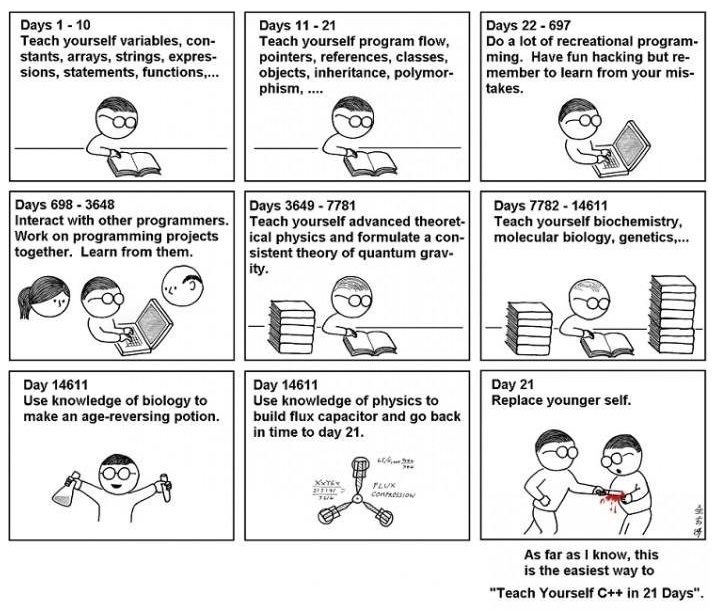 Days 1 - 10
Teach yourself variables, con-
stants, arrays, strings, expres-
sions, statements, functions,...
Days 11 - 21
Teach yourself program flow,
pointers, references, classes,
objects, inheritance, polymor-
phism, ....
Days 22 - 697
Do a lot of recreational program-
ming. Have fun hacking but re-
member to learn from your mis-
takes.
Days 698 - 3648
Interact with other programmers.
Work on programming projects
together. Learn from them.
Days 3649 - 7781
Teach yourself advanced theoret-
ical physics and formulate a con-
sistent theory of quantum grav-
ity.
Days 7782 - 14611
Teach yourself biochemistry,
molecular biology, genetics,...
Day 14611
Use knowledge of biology to
make an age-reversing potion.
Day 14611
Use knowledge of physics to
build flux capacitor and go back
in time to day 21.
FLUX
COMPRESSION
Day 21
Replace younger self.
As far as I know, this
is the easiest way to
"Teach Yourself C++ in 21 Days".